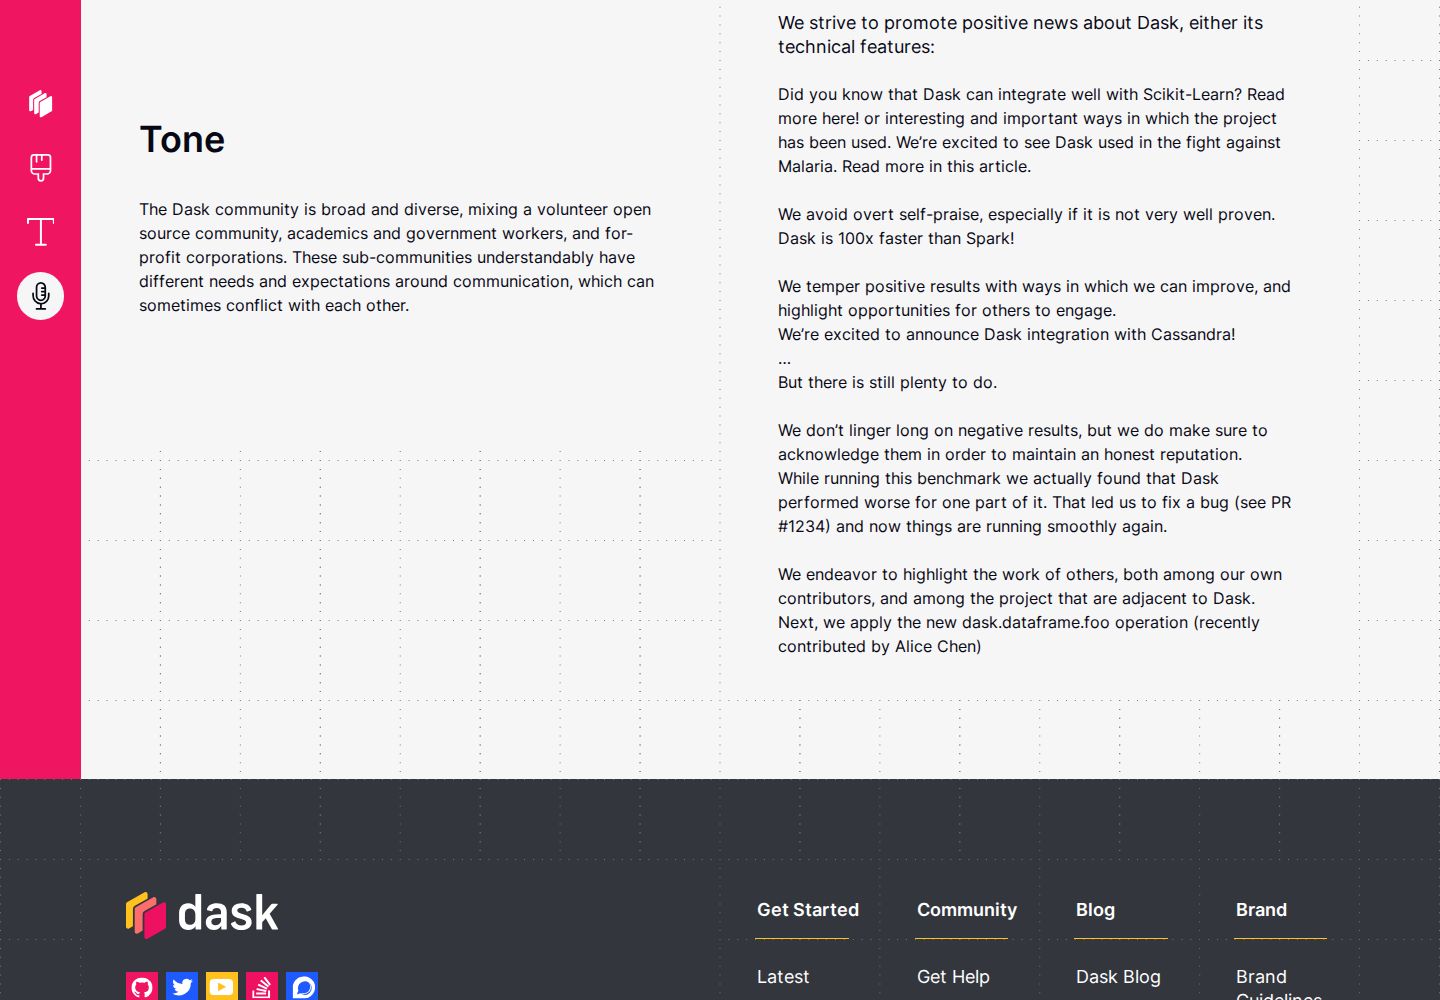 Tone
The Dask community is broad and diverse, mixing a volunteer open
source community, academics and government workers, and for-
profit corporations. These sub-communities understandably have
different needs and expectations around communication, which can
sometimes conflict with each other.
We strive to promote positive news about Dask, either its
technical features:
Did you know that Dask can integrate well with Scikit-Learn? Read
more here! or interesting and important ways in which the project
has been used. We’re excited to see Dask used in the fight against
Malaria. Read more in this article.
We avoid overt self-praise, especially if it is not very well proven.
Dask is 100x faster than Spark!
We temper positive results with ways in which we can improve, and
highlight opportunities for others to engage.
We’re excited to announce Dask integration with Cassandra!
...
But there is still plenty to do.
We don’t linger long on negative results, but we do make sure to
acknowledge them in order to maintain an honest reputation.
While running this benchmark we actually found that Dask
performed worse for one part of it. That led us to fix a bug (see PR
#1234) and now things are running smoothly again.
We endeavor to highlight the work of others, both among our own
contributors, and among the project that are adjacent to Dask.
Next, we apply the new dask.dataframe.foo operation (recently
contributed by Alice Chen)
dask
Get Started
Latest
Community
Get Help
Blog
Dask Blog
Brand
Brand
Guidelines